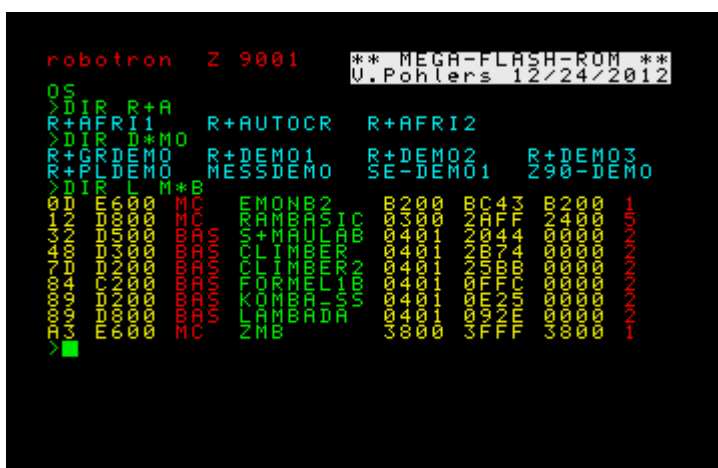 robotron Z 9001 ** MEGA-FLASH-ROM **
V.Pohlers 12/24/2012
OS
>DIR R+A
R+AFRI1 R+AUTOCR R+AFRI2
>DIR D*MO
R+GRDEMO R+DEMO1 R+DEMO2 R+DEMO3
R+PLDEMO MESSDEMO SE-DEMO1 Z90-DEMO
>DIR L M*B
0D E600 MC EMONB2 B200 BC43 B200 1
12 D800 MC RAMBASIC 0300 2AFF 2400 5
32 D500 BAS S+MAULAB 0401 2044 0000 2
48 D300 BAS CLIMBER 0401 2B74 0000 2
7D D200 BAS CLIMBER2 0401 25BB 0000 2
84 C200 BAS FORMEL1B 0401 0FFC 0000 2
89 D200 BAS KOMBA_SS 0401 0E25 0000 2
89 D800 BAS LAMBADA 0401 092E 0000 2
A3 E600 MC ZMB 3800 3FFF 3800 1
>